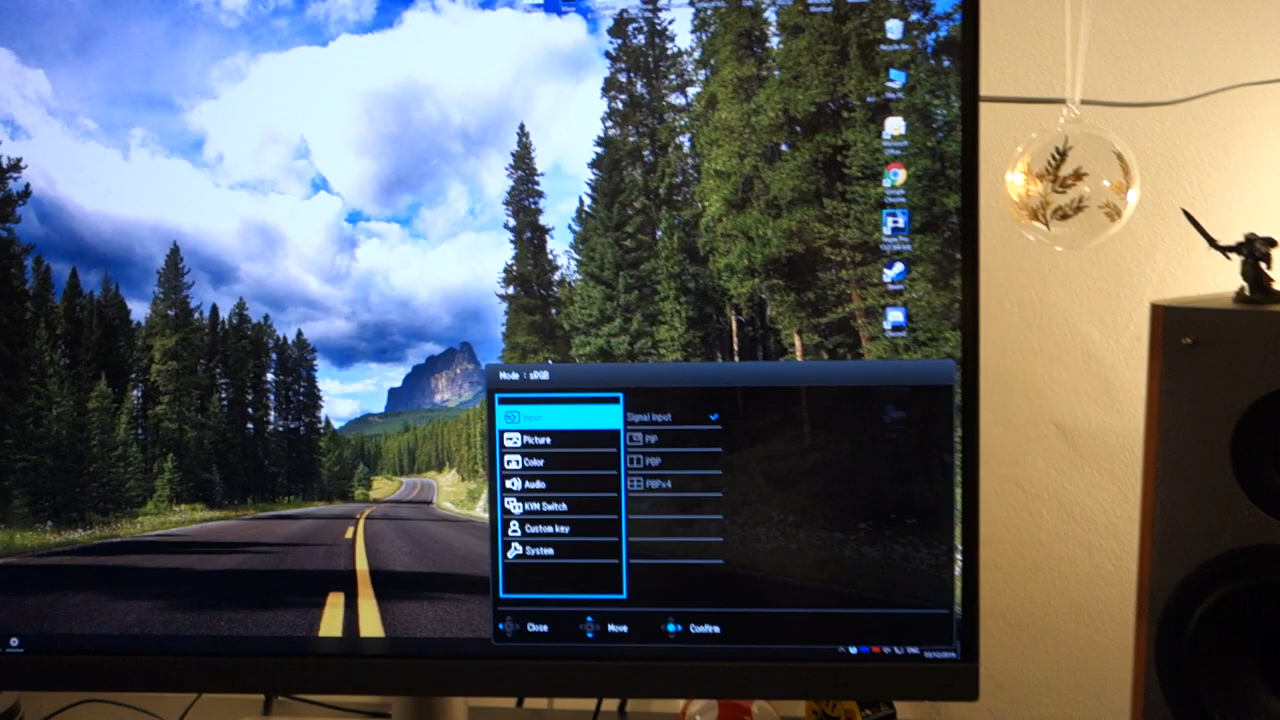 Mode : sRGB
Input
Signal Input
Picture
PIP
Color
PBP
Audio
PBPx4
KVM Switch
Custom key
System
Close
Move
Confirm
ENG